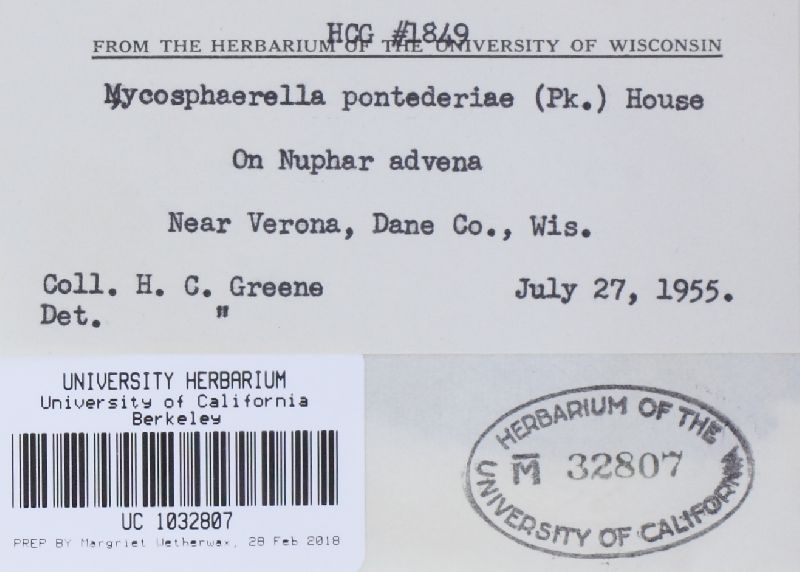 HCG #1849
FROM THE HERBARIUM OF THE UNIVERSITY OF WISCONSIN
Mycosphaerella pontederiae (Pk.) House
On Nuphar advena
Near Verona, Dane Co., Wis.
Coll. H. C. Greene July 27, 1955.
Det. "
UNIVERSITY HERBARIUM
University of California
Berkeley
UC 1032807
PREP BY Margriet Wetherwax, 28 Feb 2018
HERBARIUM OF THE
M 32807
UNIVERSITY OF CALIFORNIA